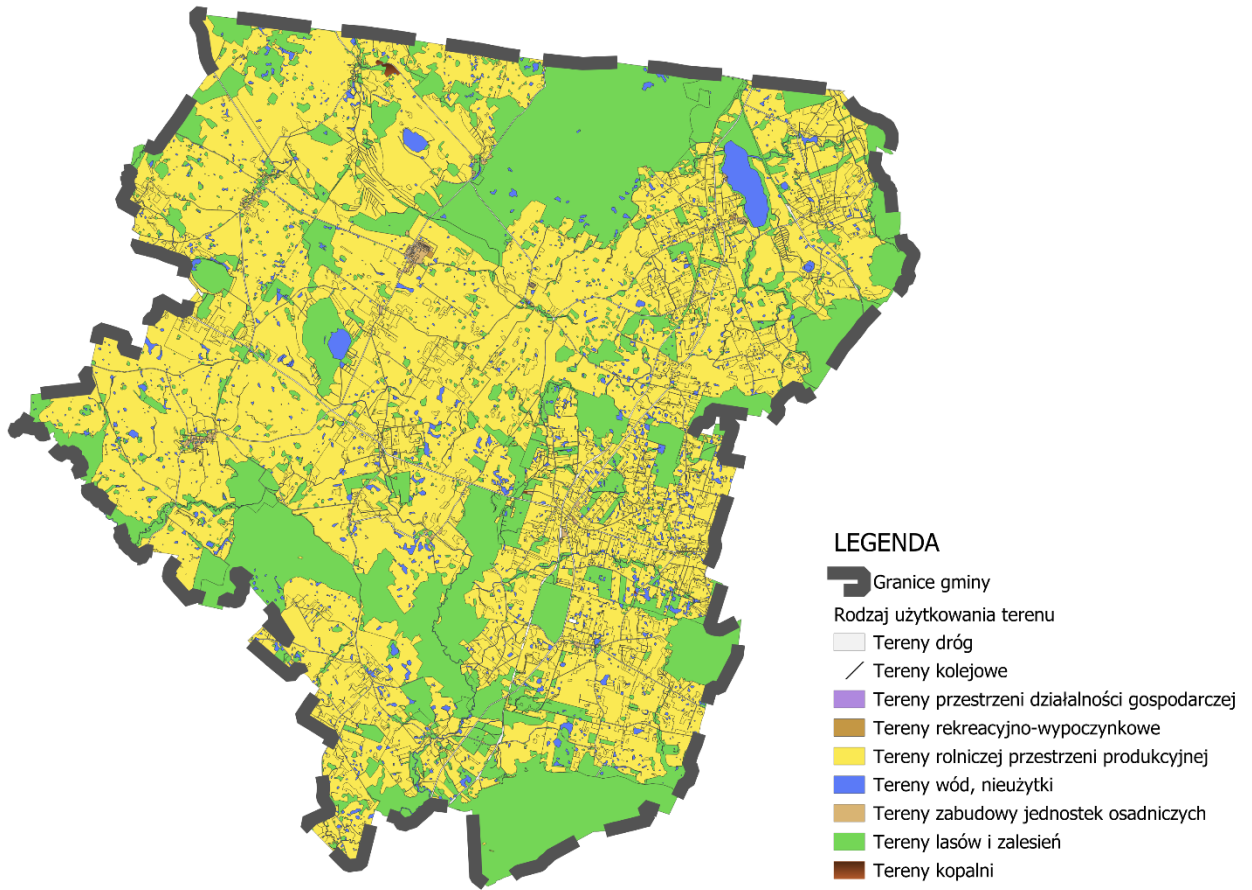 LEGENDA
Granice gminy
Rodzaj użytkowania terenu
Tereny dróg
Tereny kolejowe
Tereny przestrzeni działalności gospodarczej
Tereny rekreacyjno-wypoczynkowe
Tereny rolniczej przestrzeni produkcyjnej
Tereny wód, nieużytki
Tereny zabudowy jednostek osadniczych
Tereny lasów i zalesień
Tereny kopalni